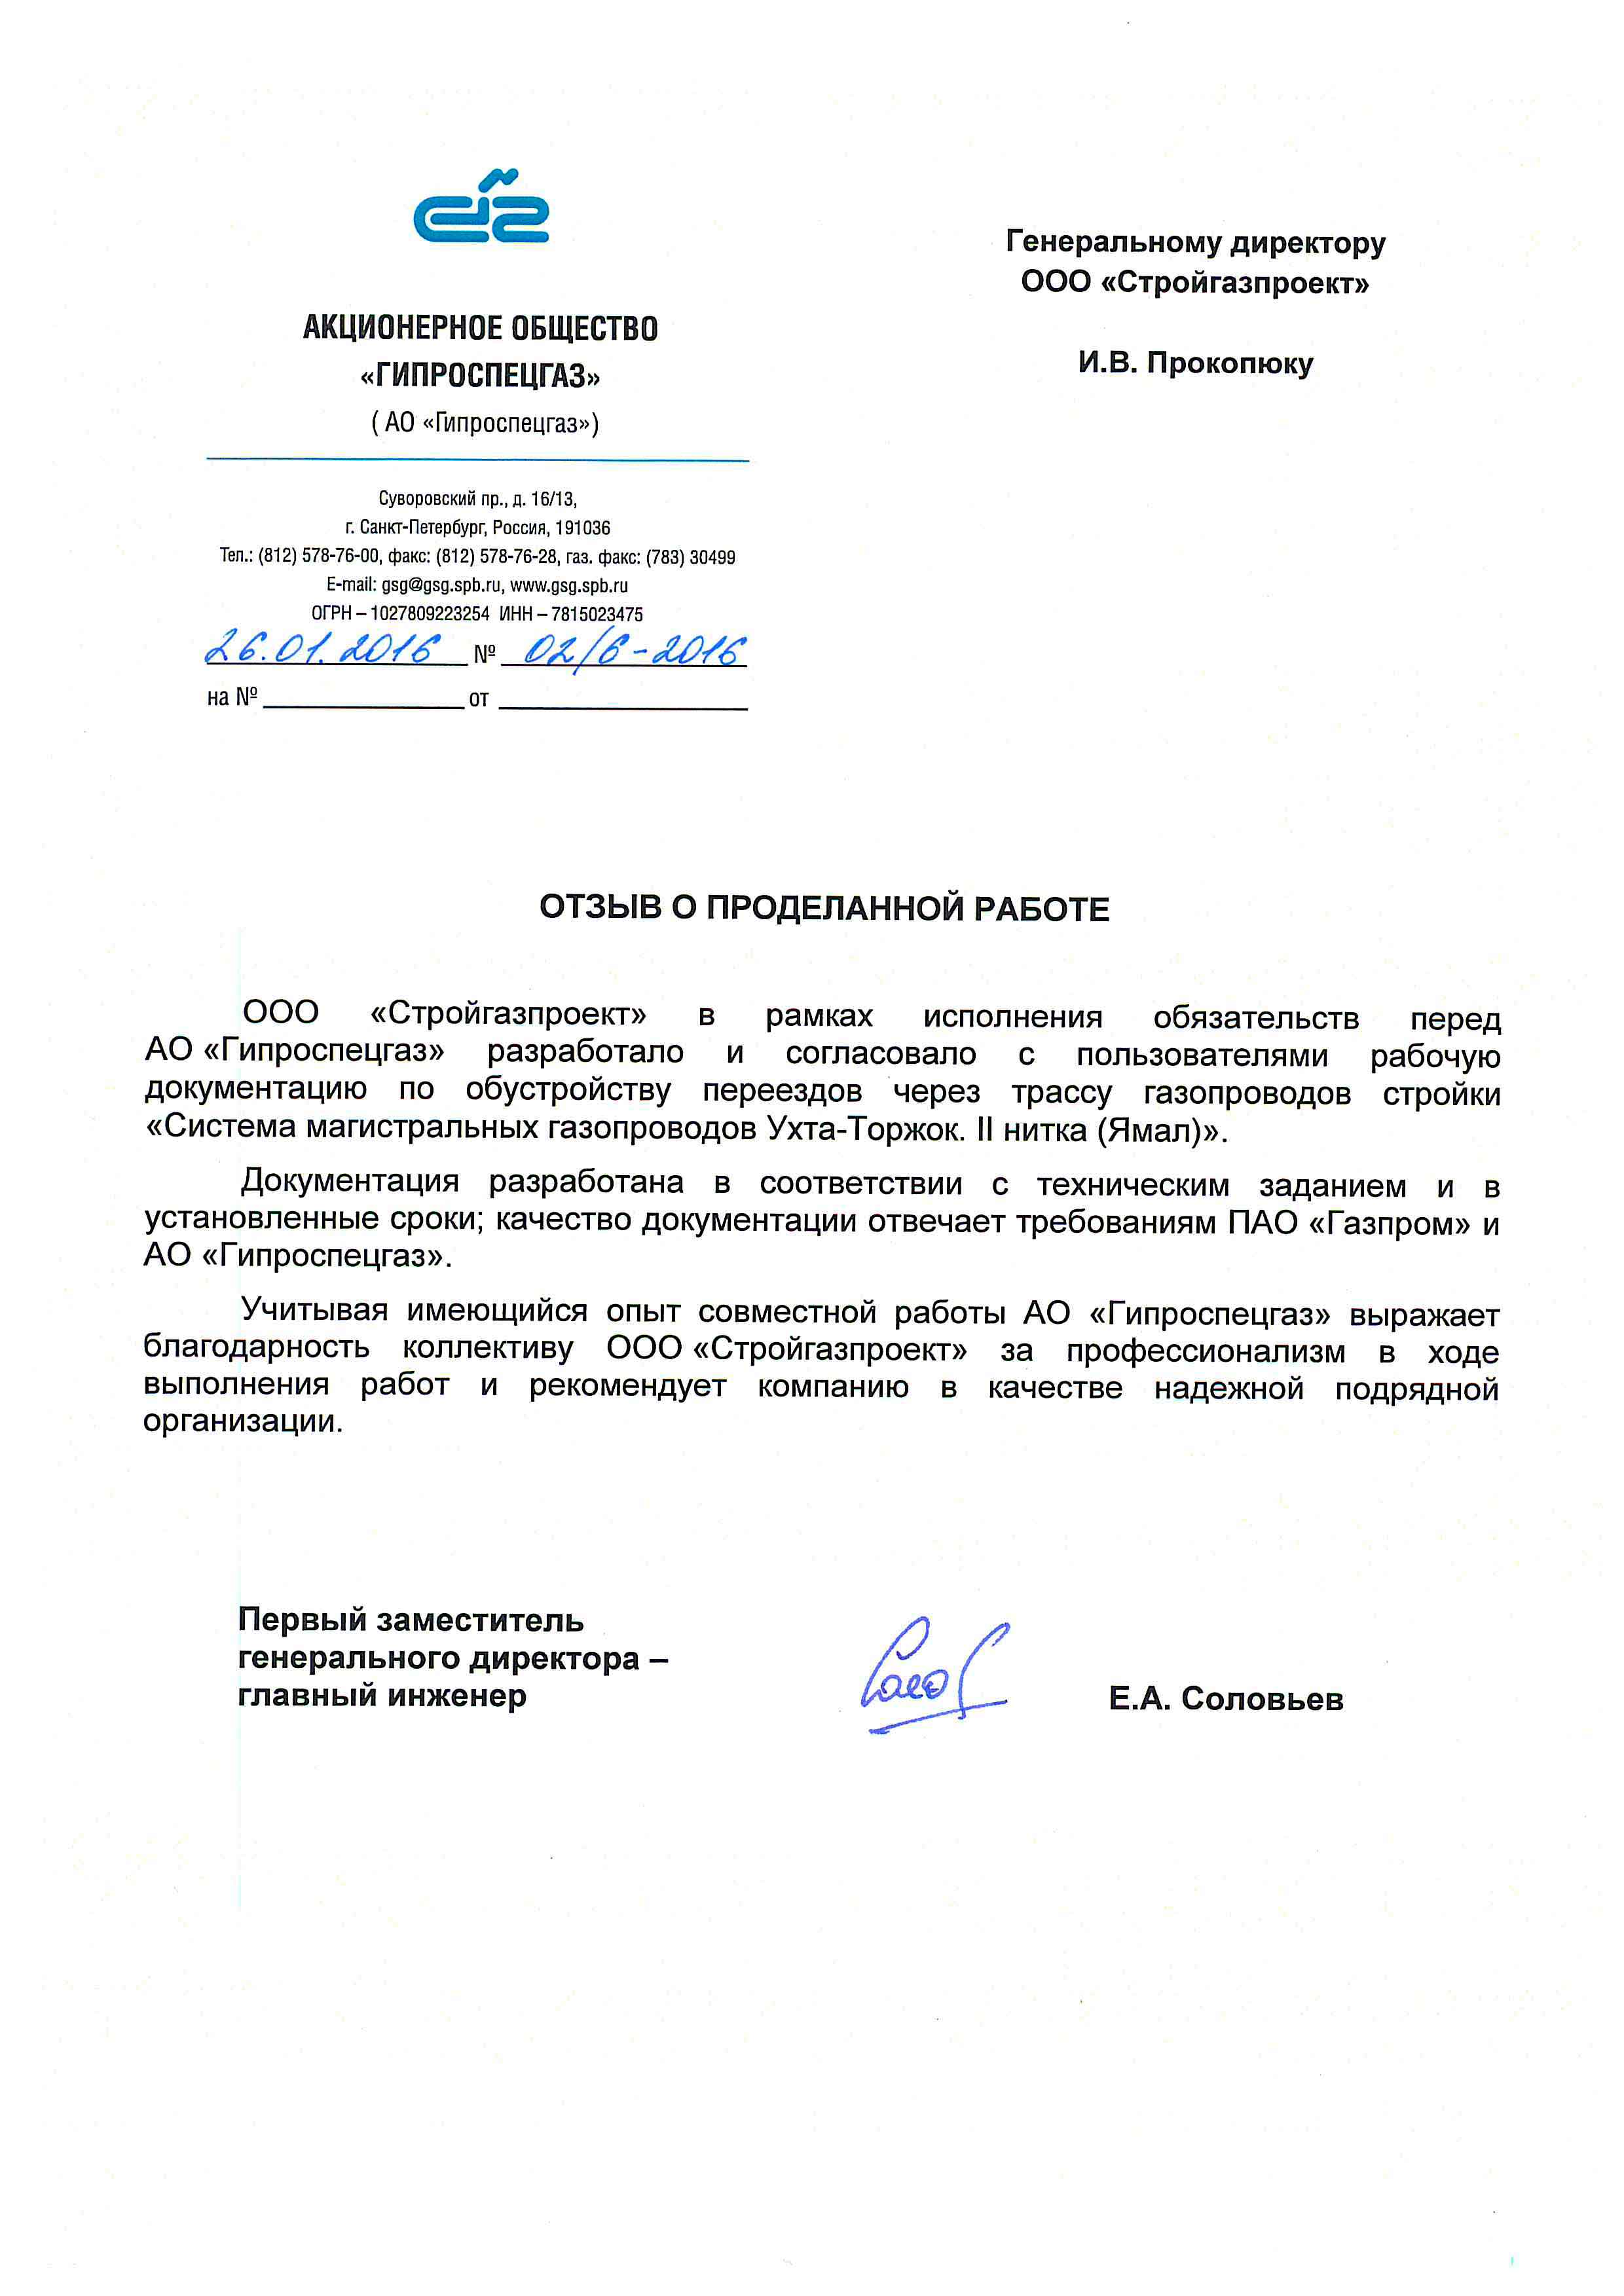 АКЦИОНЕРНОЕ ОБЩЕСТВО
«ГИПРОСПЕЦГАЗ»
( АО «Гипроспецгаз»)
Суворовский пр., д. 16/13,
г. Санкт-Петербург, Россия, 191036
Тел.: (812) 578-76-00, факс: (812) 578-76-28, газ. факс: (783) 30499
E-mail: gsg@gsg.spb.ru, www.gsg.spb.ru
ОГРН – 1027809223254 ИНН – 7815023475
26.01.2016 № 02/6-2016
на № от
Генеральному директору
ООО «Стройгазпроект»
И.В. Прокопюку
ОТЗЫВ О ПРОДЕЛАННОЙ РАБОТЕ
ООО «Стройгазпроект» в рамках исполнения обязательств перед
АО «Гипроспецгаз» разработало и согласовало с пользователями рабочую
документацию по обустройству переездов через трассу газопроводов стройки
«Система магистральных газопроводов Ухта-Торжок. II нитка (Ямал)».
Документация разработана в соответствии с техническим заданием и в
установленные сроки; качество документации отвечает требованиям ПАО «Газпром» и
АО «Гипроспецгаз».
Учитывая имеющийся опыт совместной работы АО «Гипроспецгаз» выражает
благодарность коллективу ООО «Стройгазпроект» за профессионализм в ходе
выполнения работ и рекомендует компанию в качестве надежной подрядной
организации.
Первый заместитель
генерального директора –
главный инженер
Е.А. Соловьев